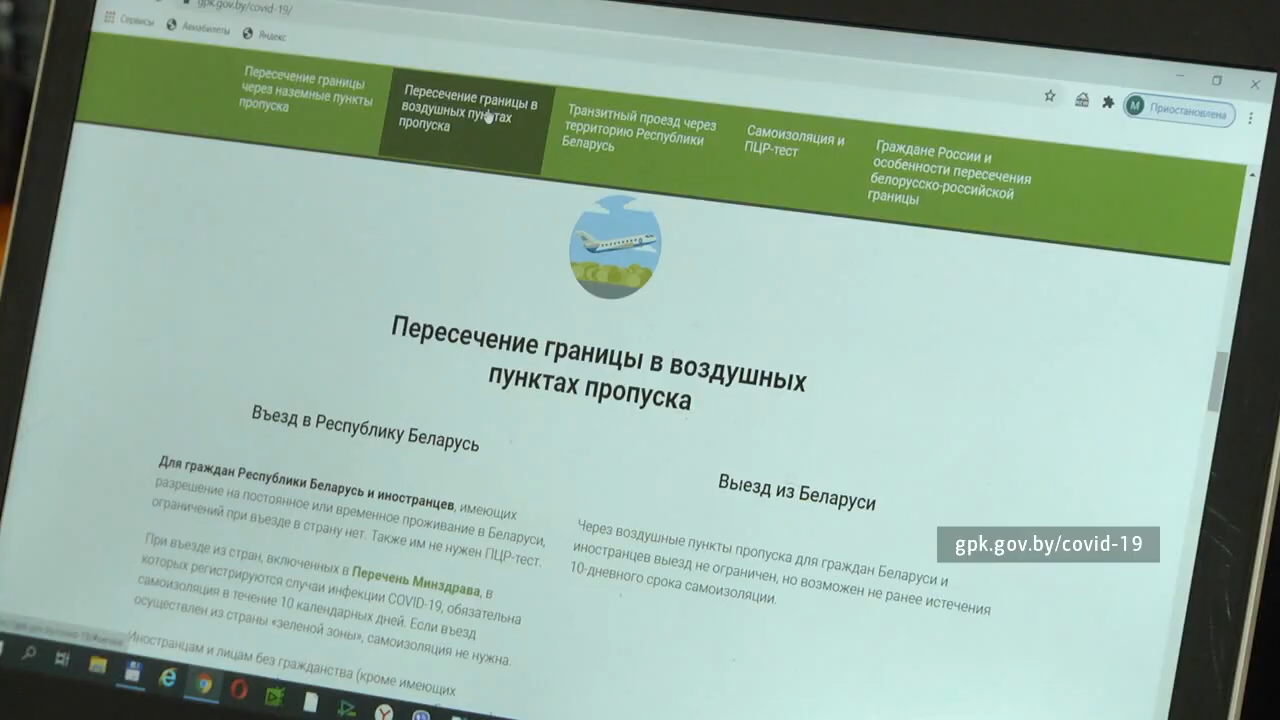 gpk.gov.by/covid-19/
Сервисы
Авиабилеты
Яндекс
М
Приостановлена
Пересечение границы
через наземные пункты
пропуска
Пересечение границы в
воздушных пунктах
пропуска
Транзитный проезд через
территорию Республики
Беларусь
Самоизоляция и
ПЦР-тест
Граждане России и
особенности пересечения
белорусско-российской
границы
Пересечение границы в воздушных
пунктах пропуска
Въезд в Республику Беларусь
Для граждан Республики Беларусь и иностранцев, имеющих
разрешение на постоянное или временное проживание в Беларуси,
ограничений при въезде в страну нет. Также им не нужен ПЦР-тест.
При въезде из стран, включенных в Перечень Минздрава, в
которых регистрируются случаи инфекции COVID-19, обязательна
самоизоляция в течение 10 календарных дней. Если въезд
осуществлен из страны «зеленой зоны», самоизоляция не нужна.
Иностранцам и лицам без гражданства (кроме имеющих
Выезд из Беларуси
Через воздушные пункты пропуска для граждан Беларуси и
иностранцев выезд не ограничен, но возможен не ранее истечения
10-дневного срока самоизоляции.
gpk.gov.by/covid-19